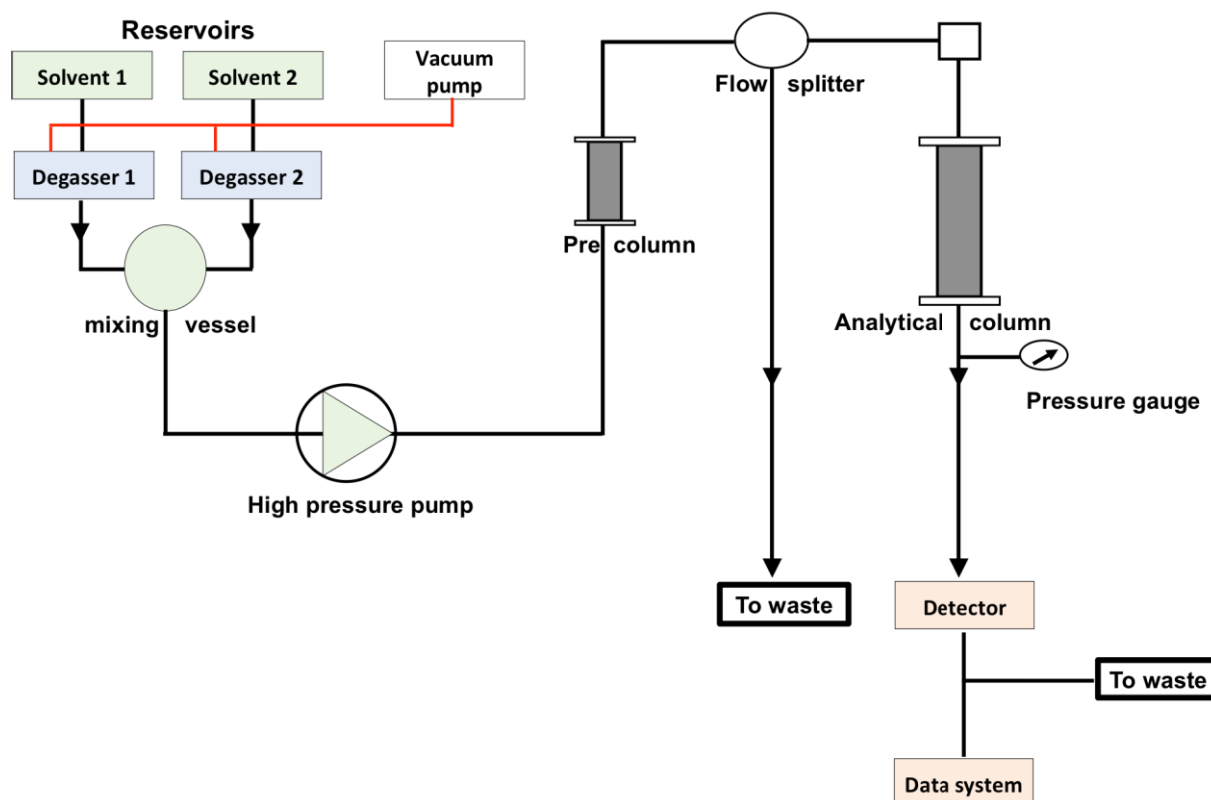 Reservoirs
Solvent 1
Solvent 2
Vacuum
pump
Degasser 1
Degasser 2
mixing vessel
High pressure pump
Pre column
Flow splitter
Analytical column
Pressure gauge
To waste
Detector
To waste
Data system